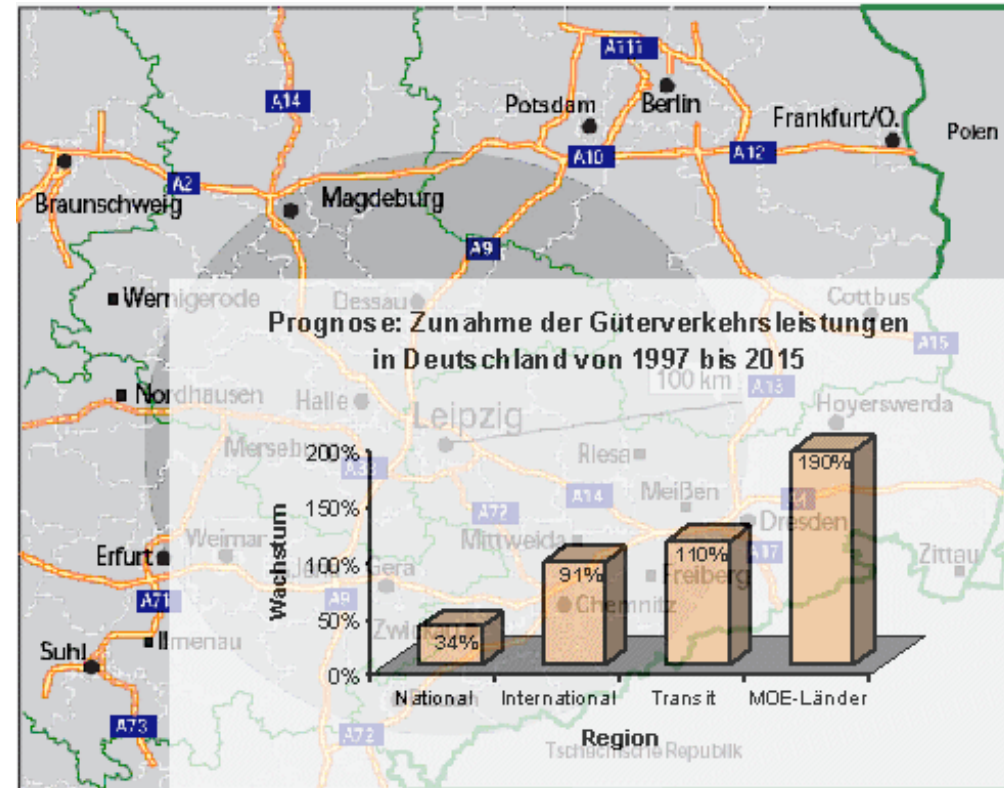 A111
A14
Potsdam
Berlin
Frankfurt/O.
Polen
A10
A12
A2
Braunschweig
Magdeburg
A9
Wernigerode
Dessau
Cottbus
Prognose: Zunahme der Güterverkehrsleistungen
in Deutschland von 1997 bis 2015
A15
100 km
A13
Nordhausen
Halle
Leipzig
Hoyerswerda
Merseburg
A38
Riesa
200%
190%
A14
Meißen
A4
150%
A72
Dresden
Erfurt
Weimar
Mittweida
110%
A17
Zittau
100%
91%
Jena
Gera
Freiberg
Wachstum
A71
A9
Chemnitz
50%
Zwickau
34%
Suhl
Ilmenau
0%
National
International
Transit
MOE-Länder
A73
A72
Region
Tschechische Republik